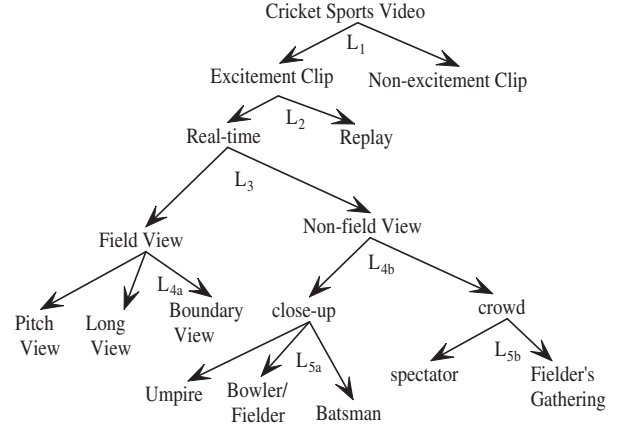 Cricket Sports Video
L1
Excitement Clip
Non-excitement Clip
L2
Real-time
Replay
L3
Field View
Non-field View
L4a
L4b
Pitch
View
Long
View
Boundary
View
close-up
crowd
L5a
L5b
Umpire
Bowler/
Fielder
Batsman
spectator
Fielder's
Gathering